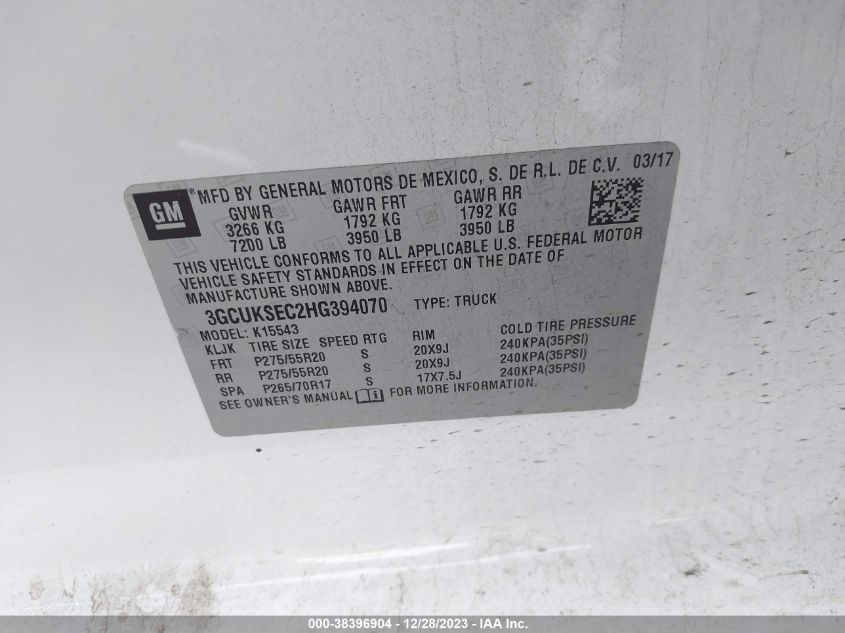 GM ® MFD BY GENERAL MOTORS DE MEXICO, S. DE R.L. DE C.V. 03/17
GVWR GAWR FRT GAWR RR
3266 KG 1792 KG 1792 KG
7200 LB 3950 LB 3950 LB
THIS VEHICLE CONFORMS TO ALL APPLICABLE U.S. FEDERAL MOTOR
VEHICLE SAFETY STANDARDS IN EFFECT ON THE DATE OF
MANUFACTURE SHOWN ABOVE.
3GCUKSEC2HG394070 TYPE: TRUCK
MODEL: K15543
KLJK TIRE SIZE SPEED RTG RIM COLD TIRE PRESSURE
FRT P275/55R20 S 20X9J 240KPA(35PSI)
RR P275/55R20 S 20X9J 240KPA(35PSI)
SPA P265/70R17 S 17X7.5J 240KPA(35PSI)
SEE OWNER'S MANUAL FOR MORE INFORMATION.
000-38396904 - 12/28/2023 - IAA Inc.